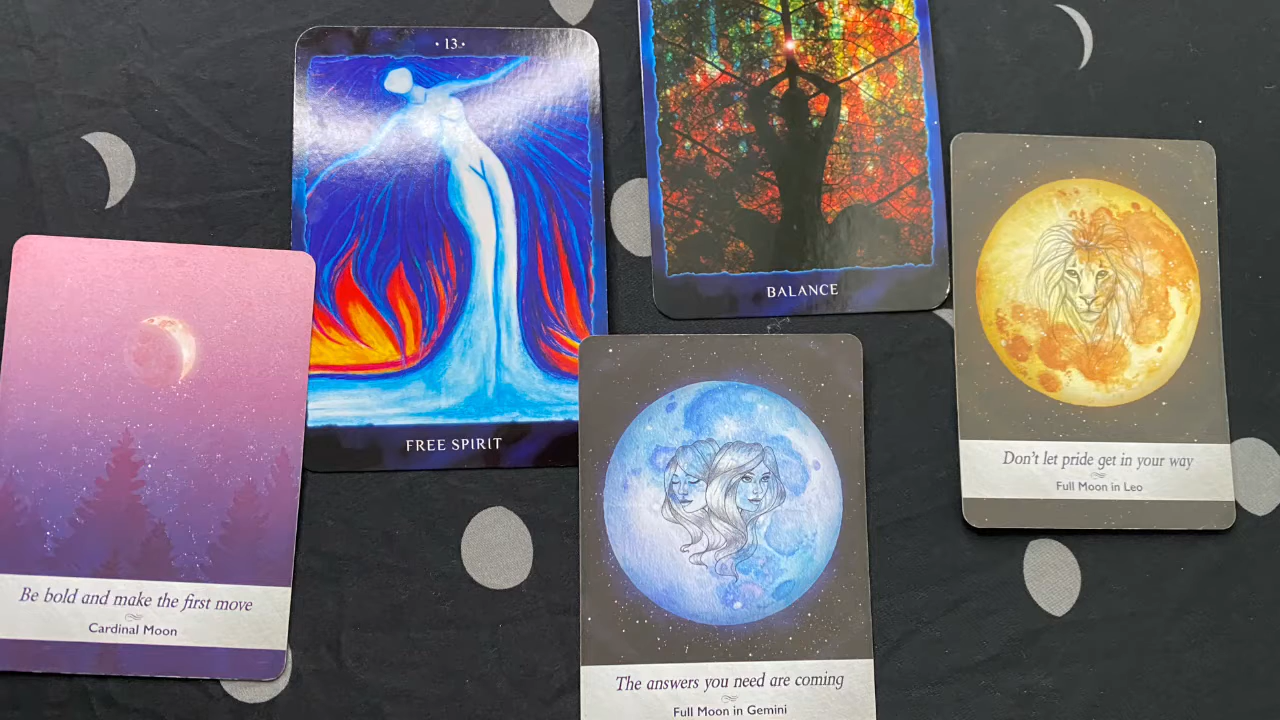 • 13 •
FREE SPIRIT
BALANCE
Be bold and make the first move
Cardinal Moon
The answers you need are coming
Full Moon in Gemini
Don't let pride get in your way
Full Moon in Leo